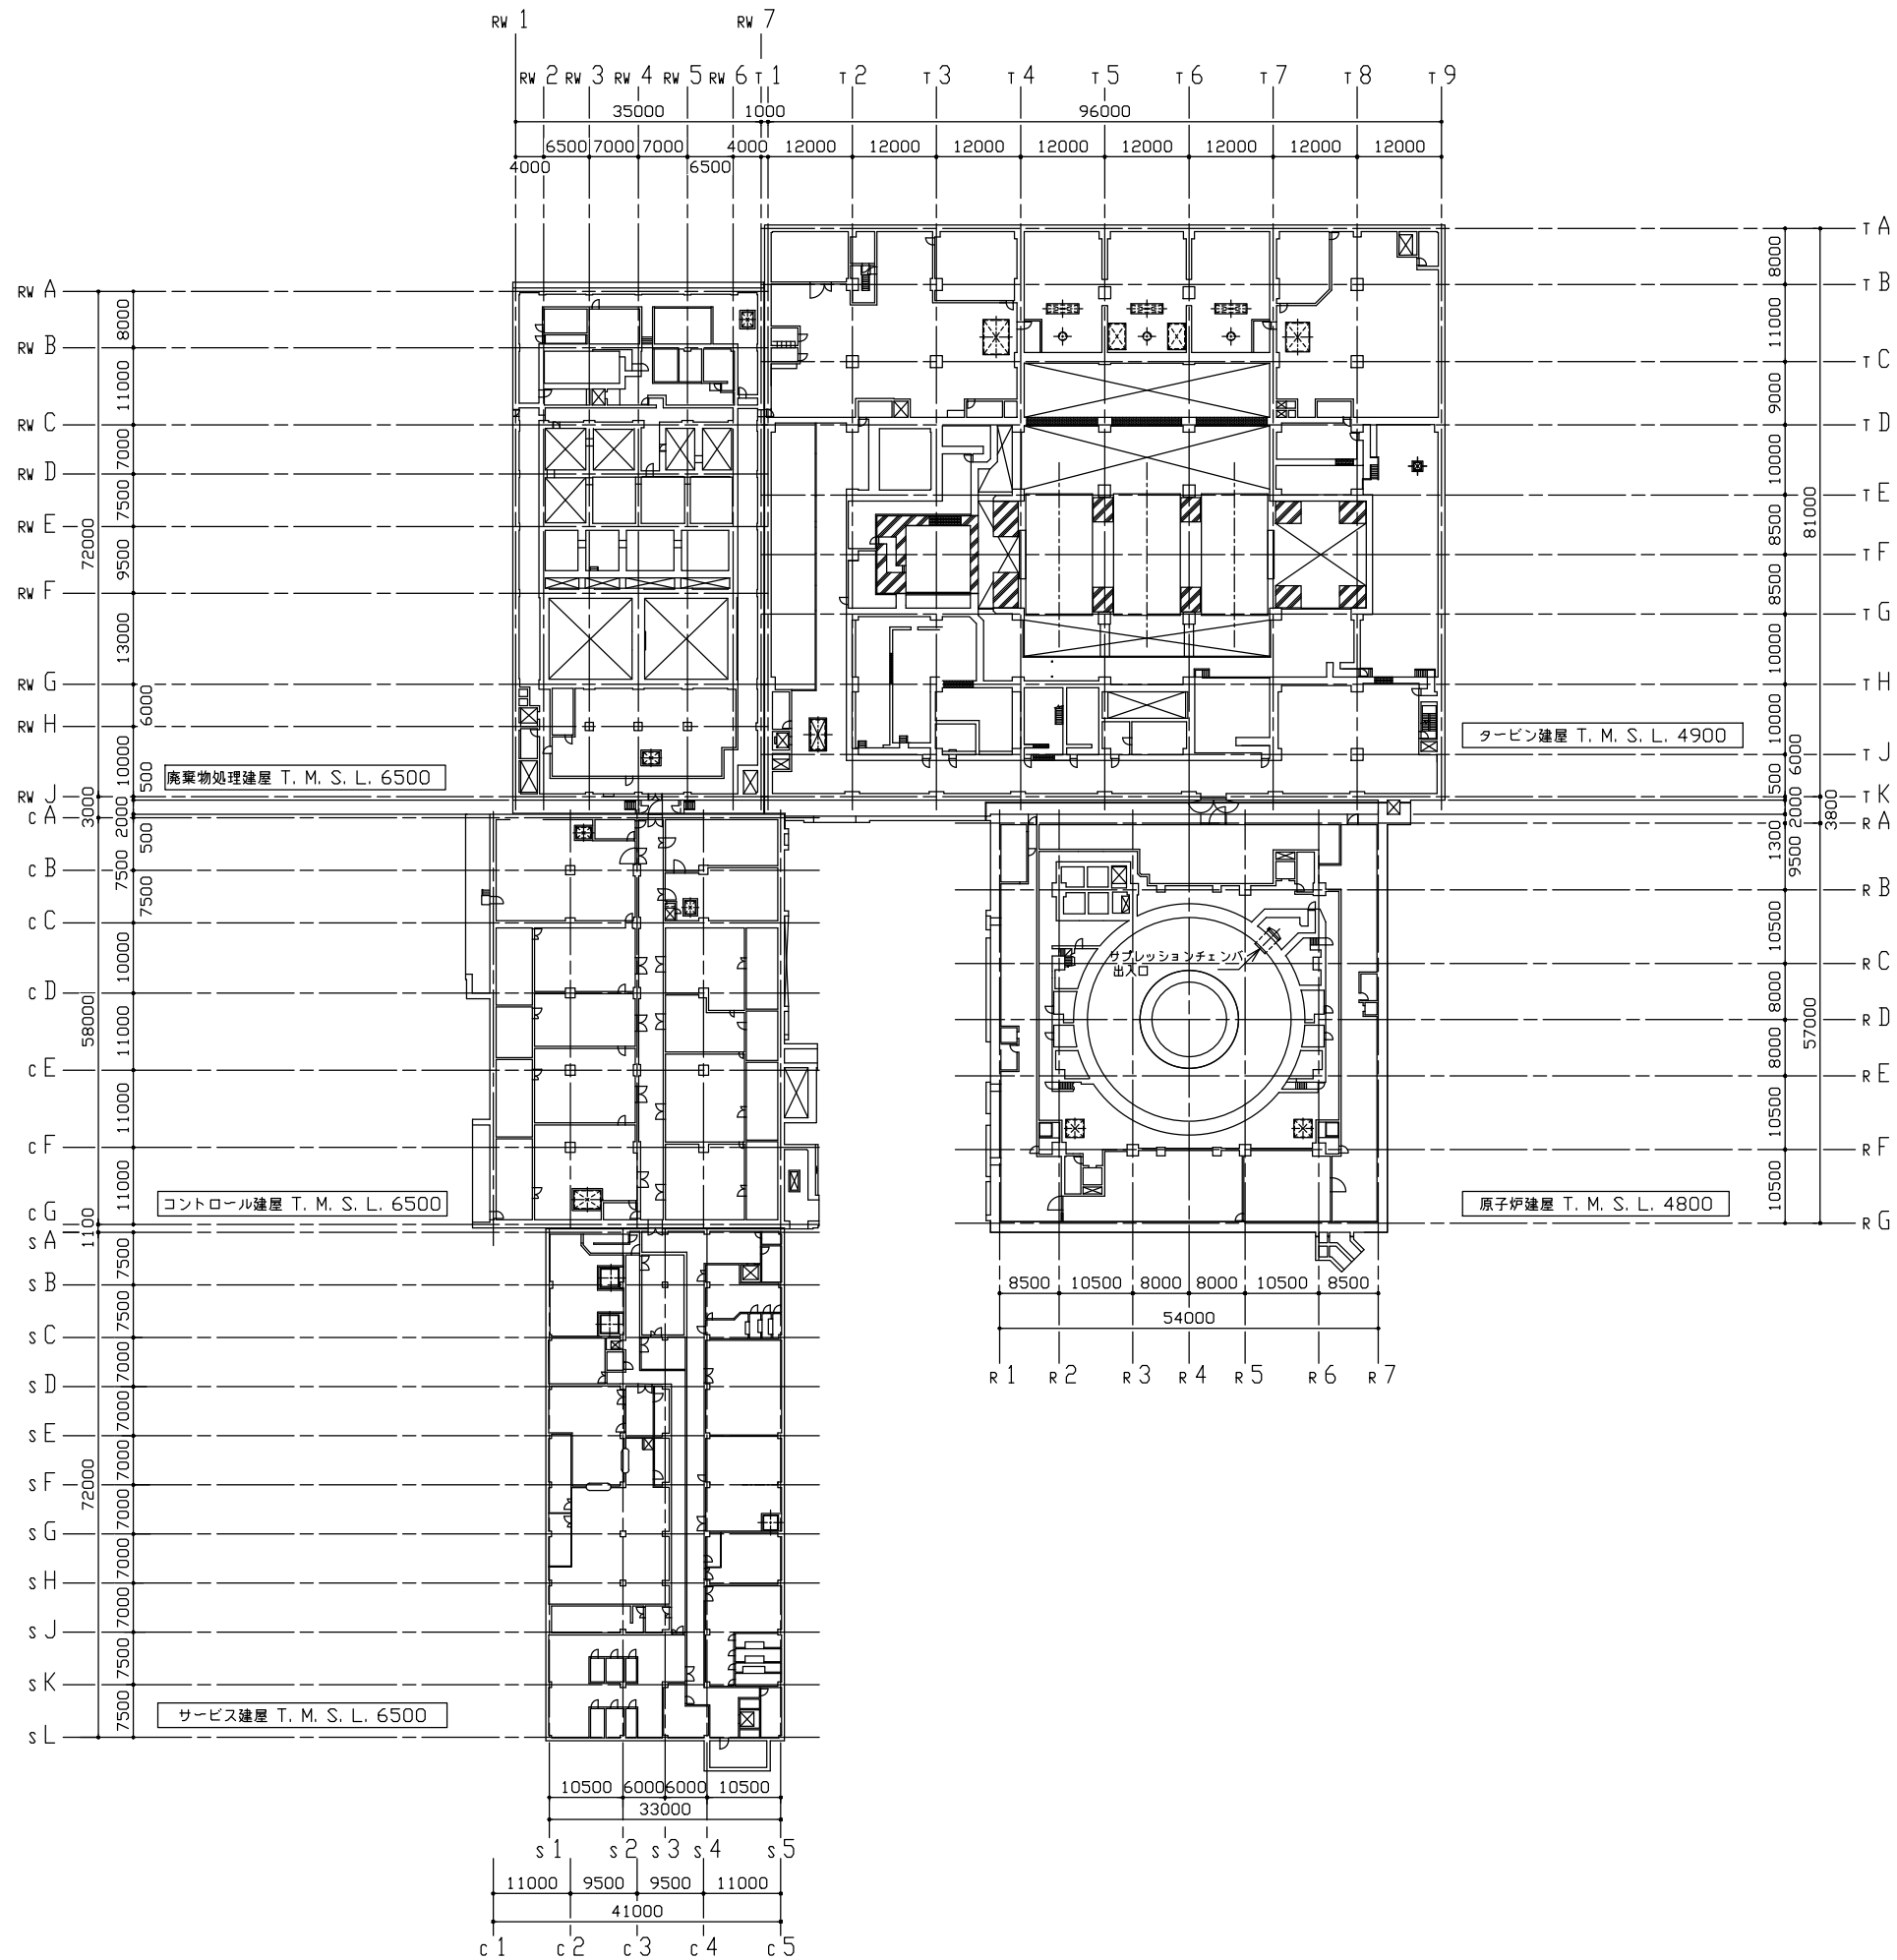 RW 1
RW 7
RW 2 RW 3 RW 4 RW 5 RW 6 T 1 T 2 T 3 T 4 T 5 T 6 T 7 T 8 T 9
35000 1000 96000
6500 7000 7000 4000 12000 12000 12000 12000 12000 12000 12000 12000
4000 6500
RW A
RW B
RW C
RW D
RW E
RW F
RW G
RW H
RW J
8000
11000
7000
7500
9500
13000
6000
10000
500
72000
3000
2000
500
廃棄物処理建屋 T. M. S. L. 6500
T A
T B
T C
T D
T E
T F
T G
T H
T J
T K
8000
11000
9000
10000
8500
8500
10000
10000
6000
500
81000
2000
3800
1300
タービン建屋 T. M. S. L. 4900
C A
C B
C C
C D
C E
C F
C G
7500
7500
10000
11000
11000
11000
58000
1100
コントロール建屋 T. M. S. L. 6500
R A
R B
R C
R D
R E
R F
R G
9500
10500
8000
8000
10500
10500
57000
サプレッションチェンバ
出入口
原子炉建屋 T. M. S. L. 4800
8500 10500 8000 8000 10500 8500
54000
R 1 R 2 R 3 R 4 R 5 R 6 R 7
S A
S B
S C
S D
S E
S F
S G
S H
S J
S K
S L
7500
7500
7000
7000
7000
7000
7000
7000
7500
7500
72000
サービス建屋 T. M. S. L. 6500
10500 6000 6000 10500
33000
S 1 S 2 S 3 S 4 S 5
11000 9500 9500 11000
41000
C 1 C 2 C 3 C 4 C 5